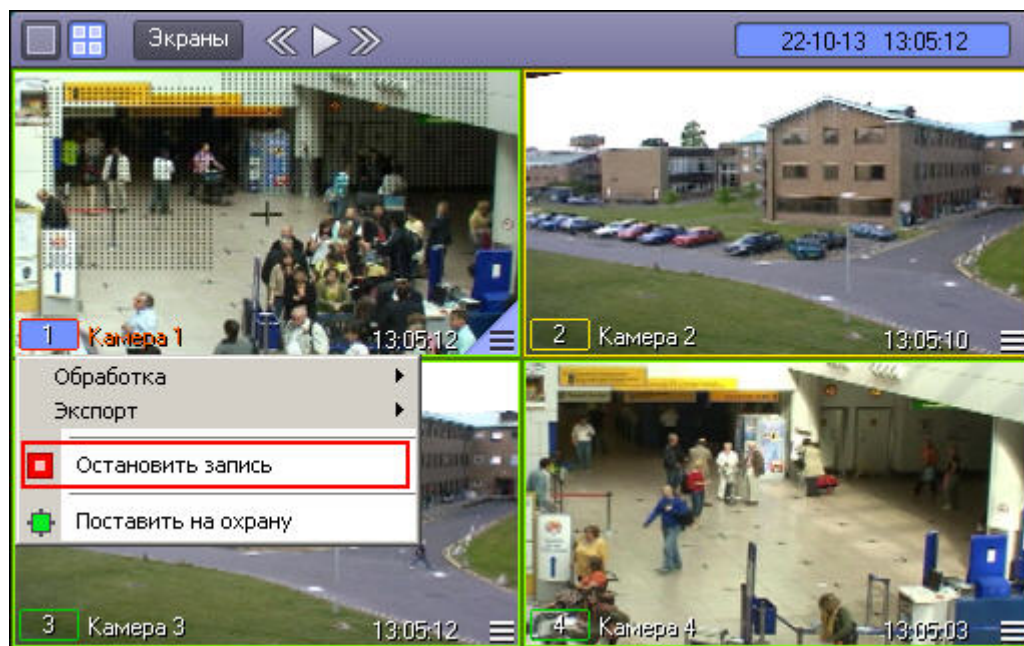 Экраны
22-10-13 13:05:12
1 Камера 1 13:05:12
2 Камера 2 13:05:10
Обработка
Экспорт
Остановить запись
Поставить на охрану
3 Камера 3 13:05:12
4 Камера 4 13:05:03